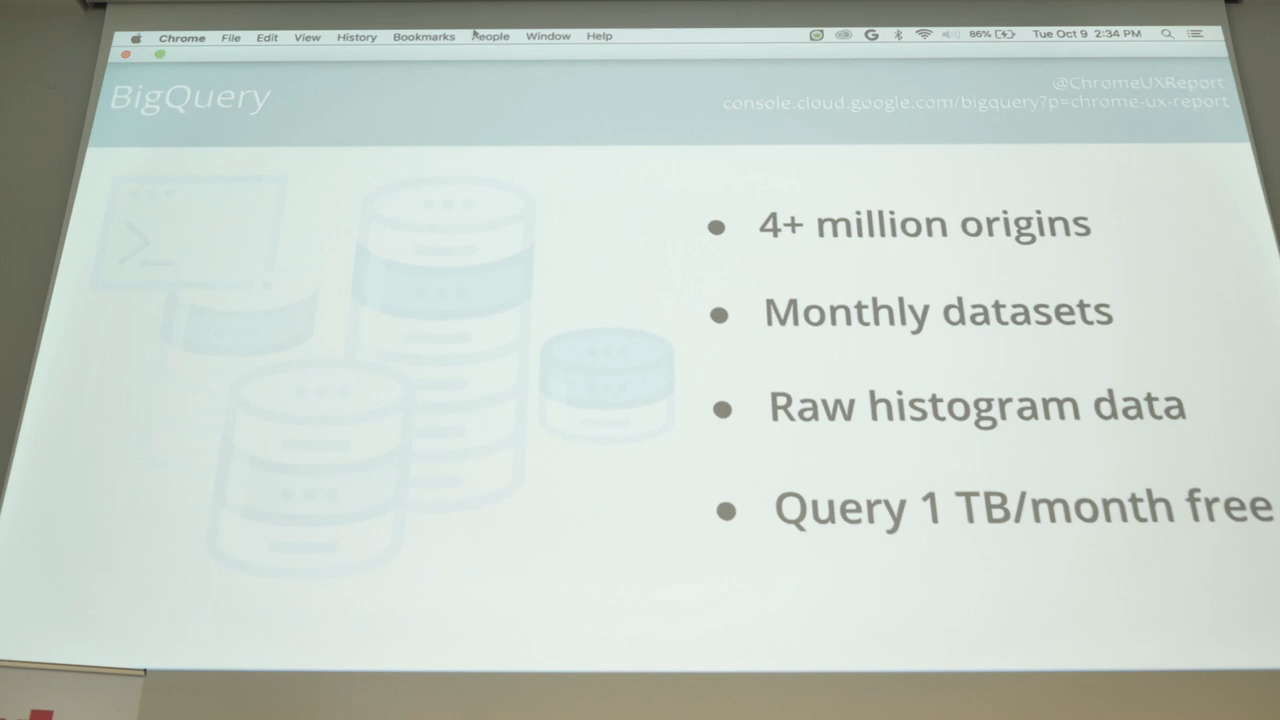 Chrome File Edit View History Bookmarks People Window Help 86% Tue Oct 9 2:34 PM
BigQuery
@ChromeUXReport
console.cloud.google.com/bigquery?p=chrome-ux-report
4+ million origins
Monthly datasets
Raw histogram data
Query 1 TB/month free